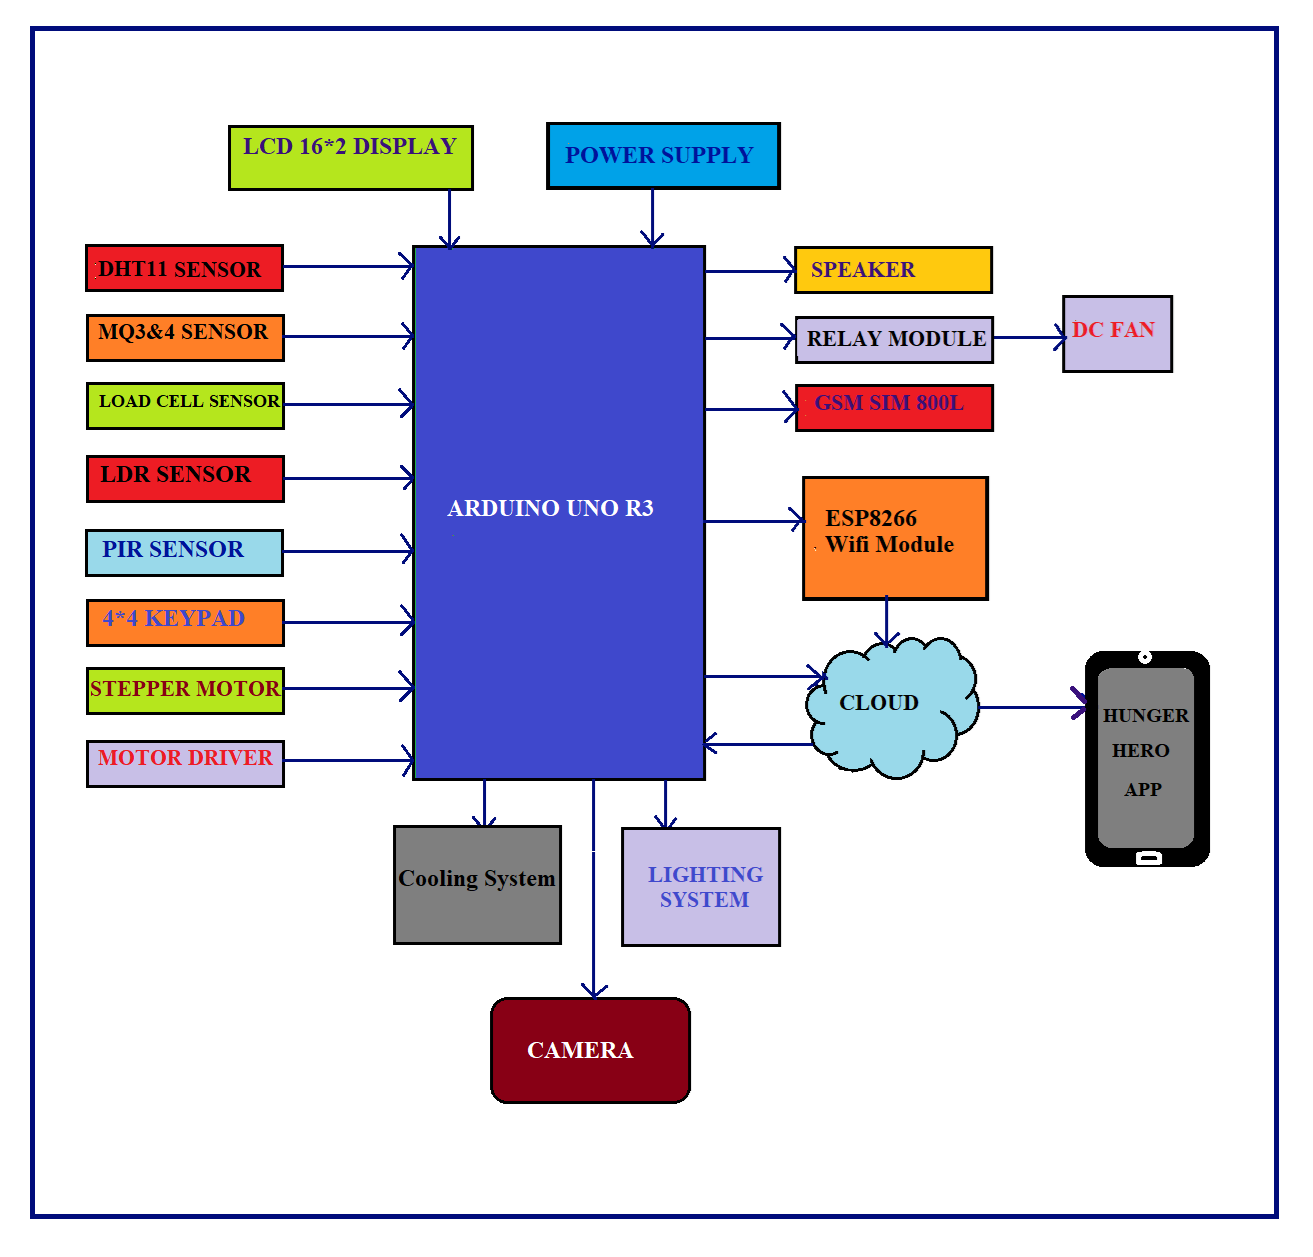 LCD 16*2 DISPLAY
POWER SUPPLY
DHT11 SENSOR
MQ3&4 SENSOR
LOAD CELL SENSOR
LDR SENSOR
PIR SENSOR
4*4 KEYPAD
STEPPER MOTOR
MOTOR DRIVER
ARDUINO UNO R3
SPEAKER
RELAY MODULE
DC FAN
GSM SIM 800L
ESP8266
Wifi Module
CLOUD
HUNGER
HERO
APP
Cooling System
LIGHTING
SYSTEM
CAMERA